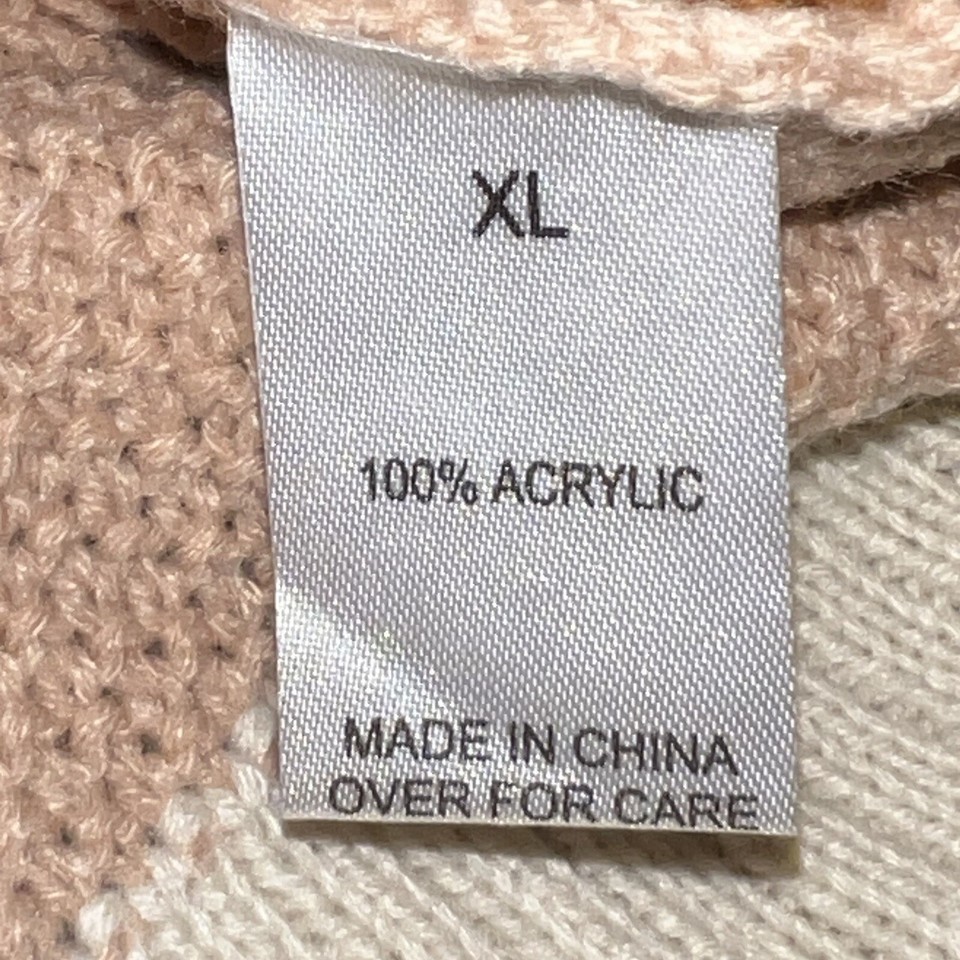 XL
100% ACRYLIC
MADE IN CHINA
OVER FOR CARE